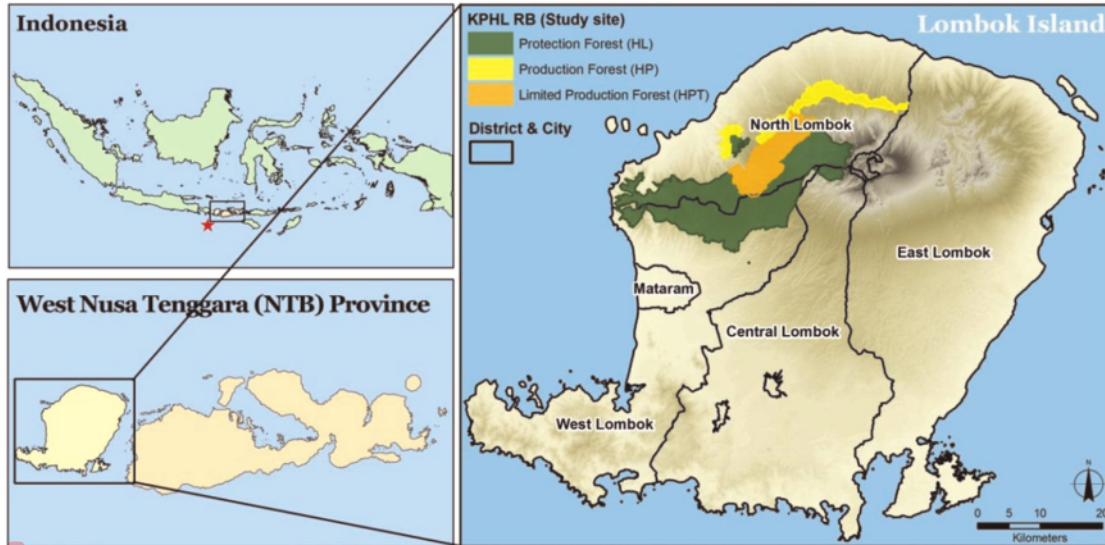 Indonesia
West Nusa Tenggara (NTB) Province
KPHL RB (Study site)
Protection Forest (HL)
Production Forest (HP)
Limited Production Forest (HPT)
District & City
Lombok Island
North Lombok
East Lombok
Mataram
Central Lombok
West Lombok
N
0 5 10 20
Kilometers